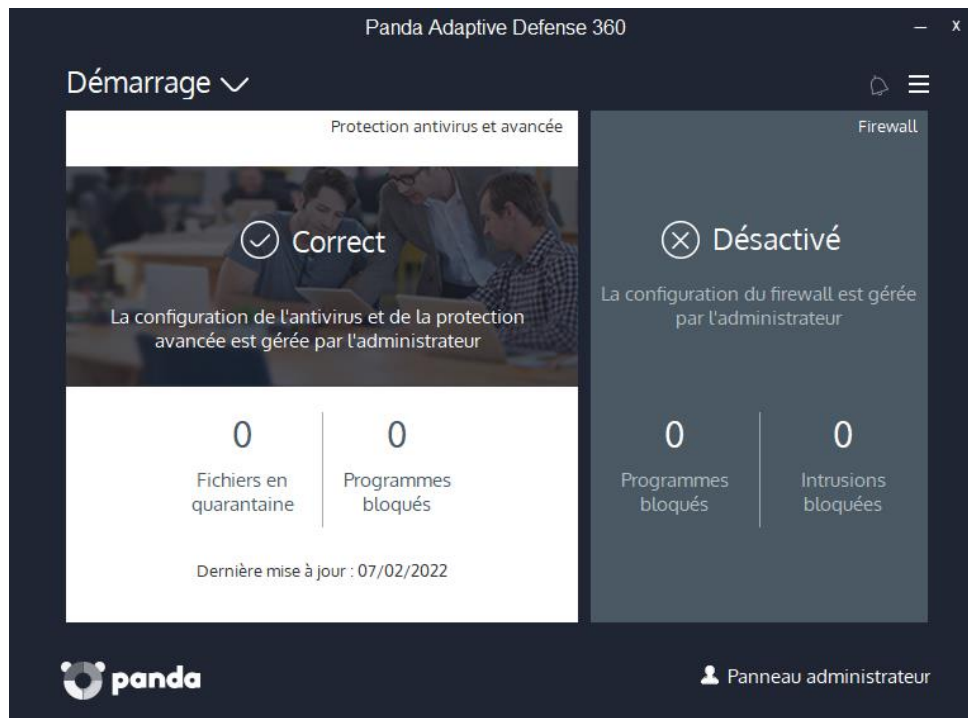 Panda Adaptive Defense 360
Démarrage
Protection antivirus et avancée
Correct
La configuration de l'antivirus et de la protection
avancée est gérée par l'administrateur
0
Fichiers en
quarantaine
0
Programmes
bloqués
Dernière mise à jour : 07/02/2022
Firewall
Désactivé
La configuration du firewall est gérée
par l'administrateur
0
Programmes
bloqués
0
Intrusions
bloquées
panda
Panneau administrateur